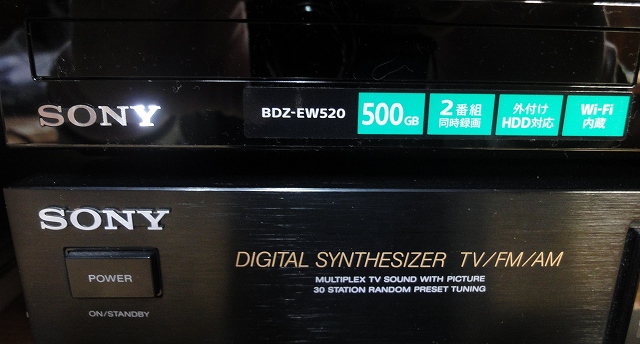 SONY
BDZ-EW520
500GB
2番組
同時録画
外付け
HDD対応
Wi-Fi
内蔵
SONY
POWER
ON/STANDBY
DIGITAL SYNTHESIZER TV/FM/AM
MULTIPLEX TV SOUND WITH PICTURE
30 STATION RANDOM PRESET TUNING